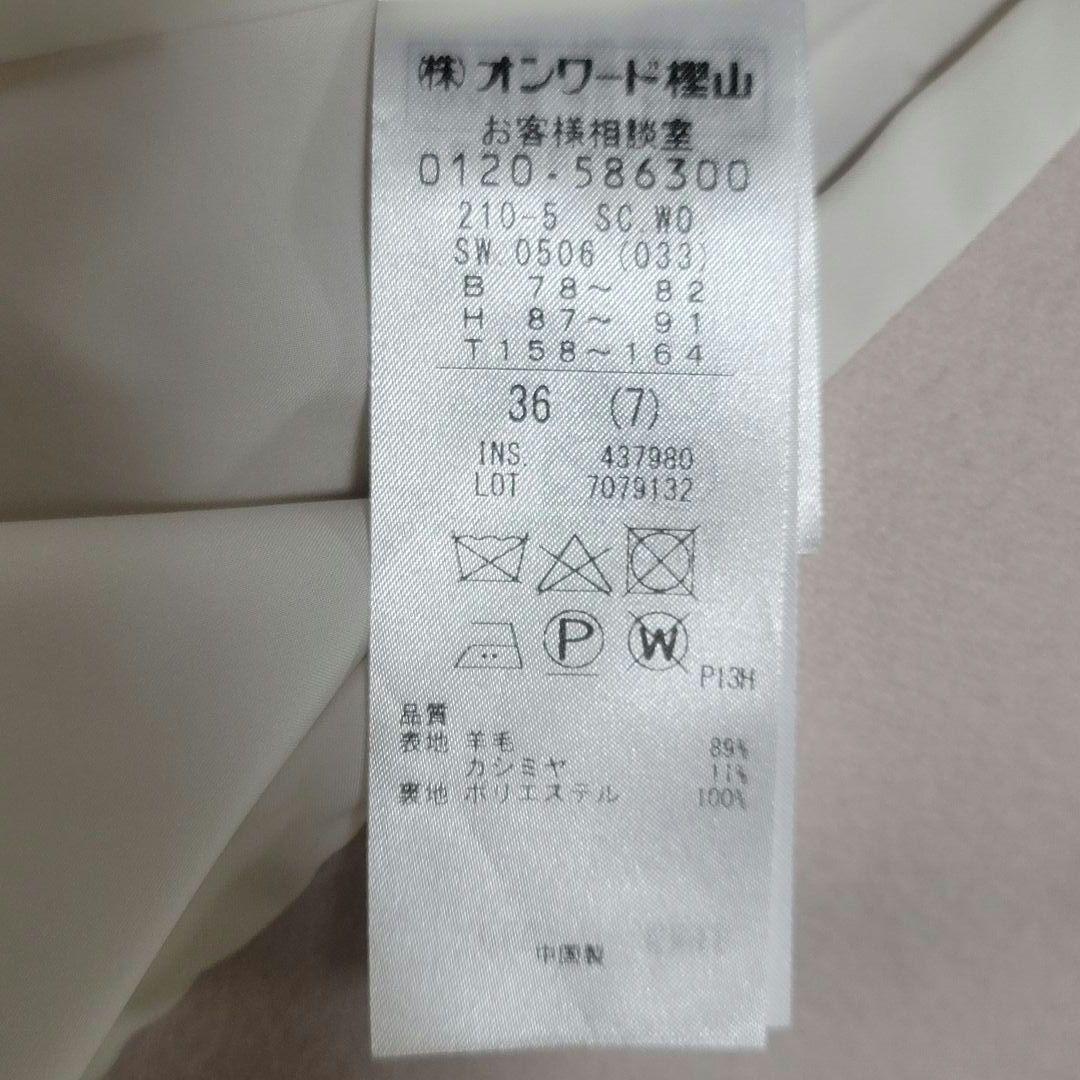 (株)オンワード樫山
お客様相談室
0120-586300
210-5 SC.WO
SW.0506 (033)
B 78~ 82
H 87~ 91
T158~164
36 (7)
INS. 437980
LOT 7079132
P W
P13H
品質
表地 羊毛 89%
カシミヤ 11%
裏地 ポリエステル 100%
中国製